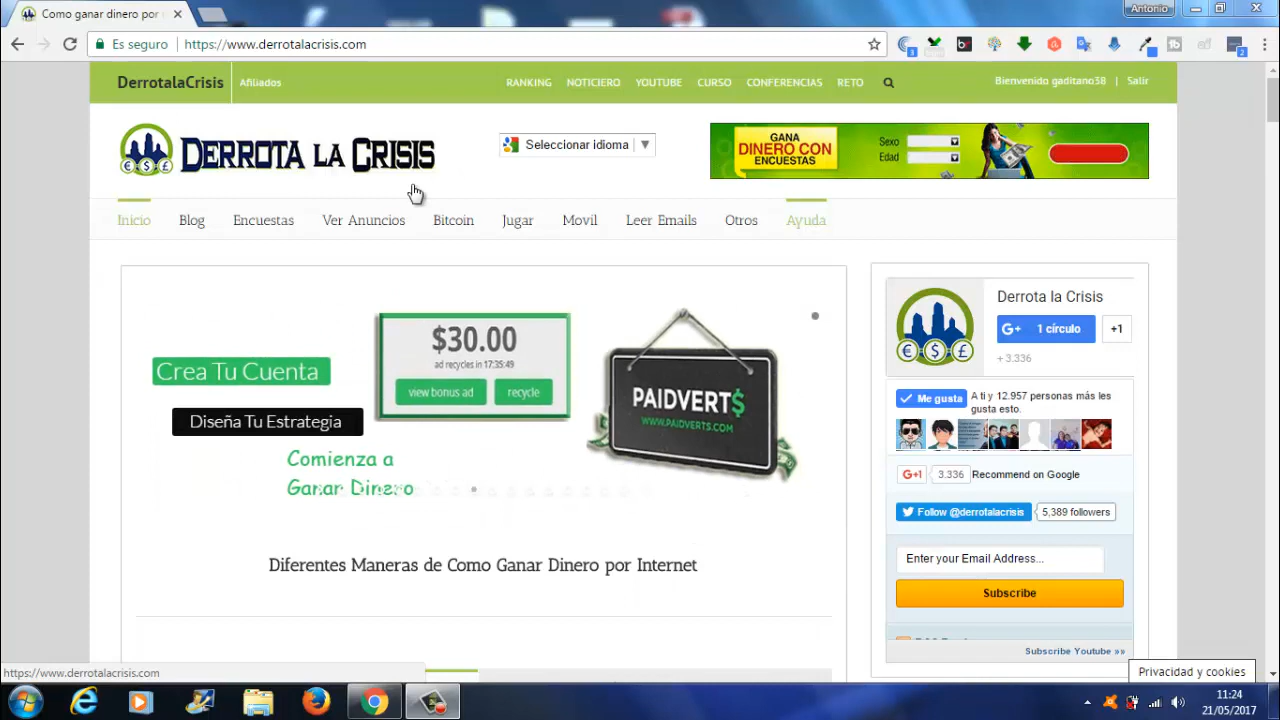 Como ganar dinero por
Antonio
Es seguro
https://www.derrotalacrisis.com
DerrotalaCrisis
Afiliados
RANKING
NOTICIERO
YOUTUBE
CURSO
CONFERENCIAS
RETO
Bienvenido gaditano38 | Salir
DERROTA LA CRISIS
Seleccionar idioma
GANA
DINERO CON
ENCUESTAS
Sexo
Edad
Inicio
Blog
Encuestas
Ver Anuncios
Bitcoin
Jugar
Movil
Leer Emails
Otros
Ayuda
Crea Tu Cuenta
Diseña Tu Estrategia
Comienza a
Ganar Dinero
$30.00
ad recycles in 17:35:49
view bonus ad
recycle
PAIDVERT$
WWW.PAIDVERTS.COM
Diferentes Maneras de Como Ganar Dinero por Internet
Derrota la Crisis
G+ 1 círculo
+1
+ 3.336
Me gusta
A ti y 12.957 personas más les
gusta esto.
G+1
3.336
Recommend on Google
Follow @derrotalacrisis
5,389 followers
Enter your Email Address...
Subscribe
Subscribe Youtube »»
Privacidad y cookies
https://www.derrotalacrisis.com
11:24
21/05/2017